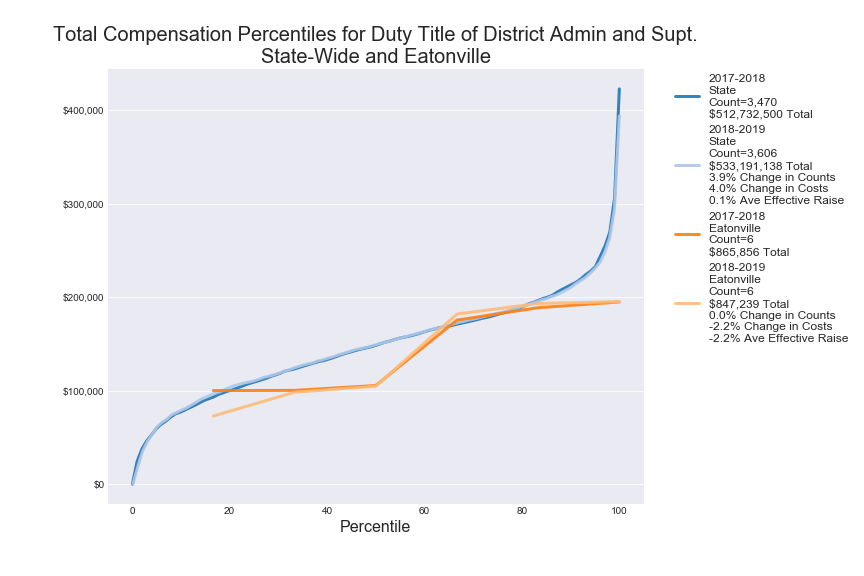 Total Compensation Percentiles for Duty Title of District Admin and Supt.
State-Wide and Eatonville
$400,000
$300,000
$200,000
$100,000
$0
0
20
40
60
80
100
Percentile
2017-2018
State
Count=3,470
$512,732,500 Total
2018-2019
State
Count=3,606
$533,191,138 Total
3.9% Change in Counts
4.0% Change in Costs
0.1% Ave Effective Raise
2017-2018
Eatonville
Count=6
$865,856 Total
2018-2019
Eatonville
Count=6
$847,239 Total
0.0% Change in Counts
-2.2% Change in Costs
-2.2% Ave Effective Raise